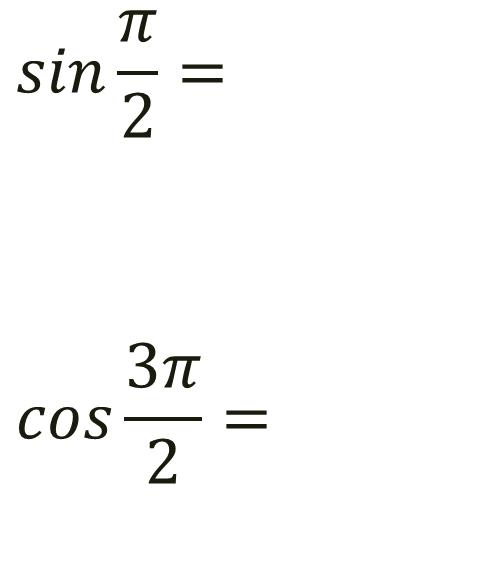 sin π/2 =
cos 3π/2 =